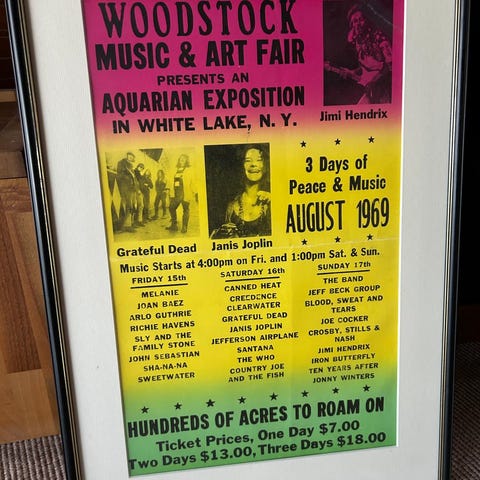 WOODSTOCK
MUSIC & ART FAIR
PRESENTS AN
AQUARIAN EXPOSITION
IN WHITE LAKE, N. Y.
Jimi Hendrix
3 Days of
Peace & Music
AUGUST 1969
Grateful Dead
Janis Joplin
Music Starts at 4:00pm on Fri. and 1:00pm Sat. & Sun.
FRIDAY 15th
MELANIE
JOAN BAEZ
ARLO GUTHRIE
RICHIE HAVENS
SLY AND THE
FAMILY STONE
JOHN SEBASTIAN
SHA-NA-NA
SWEETWATER
SATURDAY 16th
CANNED HEAT
CREEDENCE
CLEARWATER
GRATEFUL DEAD
JANIS JOPLIN
JEFFERSON AIRPLANE
SANTANA
THE WHO
COUNTRY JOE
AND THE FISH
SUNDAY 17th
THE BAND
JEFF BECK GROUP
BLOOD, SWEAT AND
TEARS
JOE COCKER
CROSBY, STILLS &
NASH
JIMI HENDRIX
IRON BUTTERFLY
TEN YEARS AFTER
JONNY WINTERS
HUNDREDS OF ACRES TO ROAM ON
Ticket Prices, One Day $7.00
Two Days $13.00, Three Days $18.00